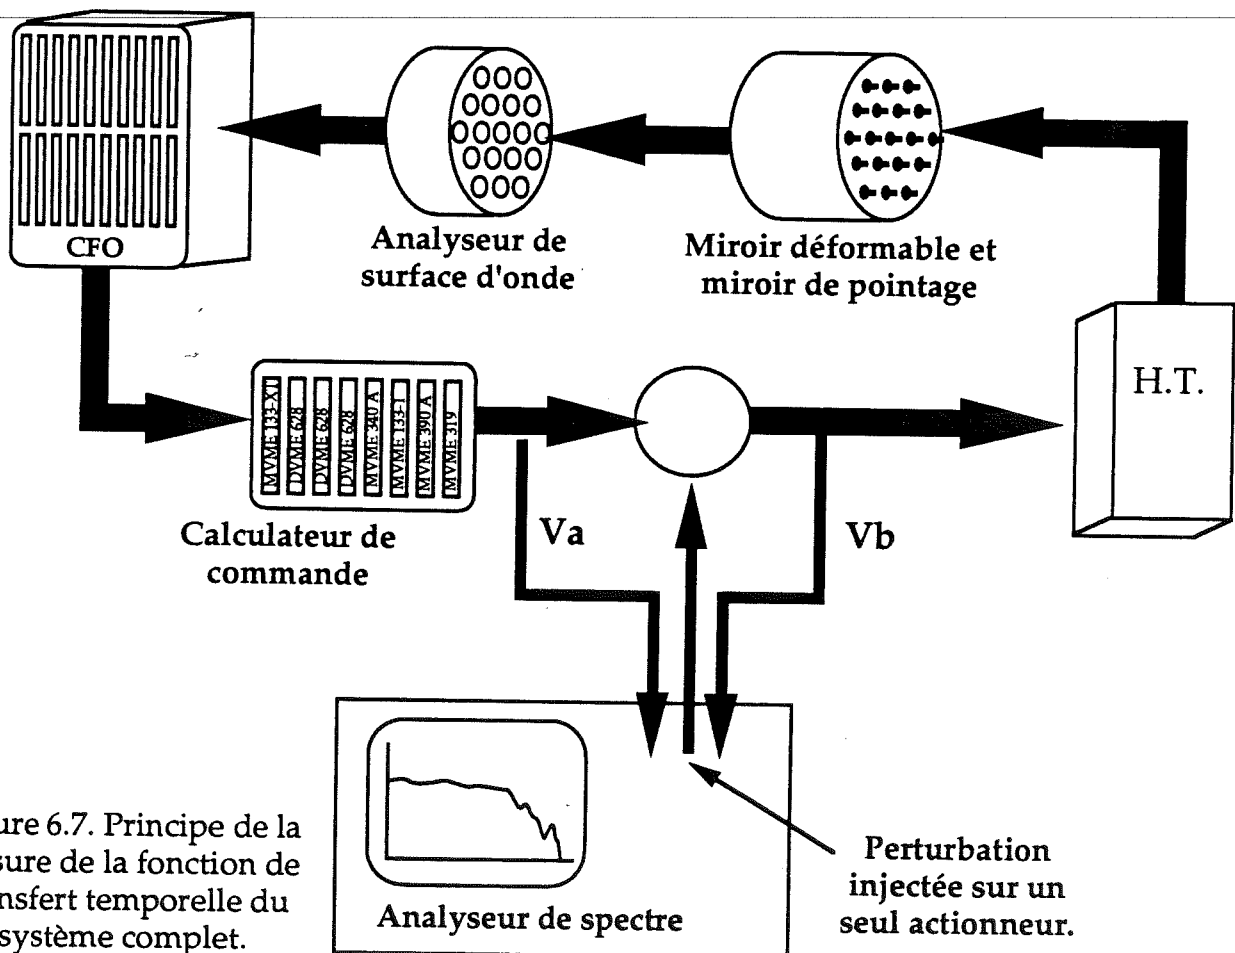 CFO
Analyseur de
surface d'onde
Miroir déformable et
miroir de pointage
H.T.
MVME 133-XT
DVME 628
DVME 628
DVME 628
MVME 340 A
MVME 133-1
MVME 390 A
MVME 319
Calculateur de
commande
Va
Vb
ure 6.7. Principe de la
sure de la fonction de
nsfert temporelle du
système complet.
Analyseur de spectre
Perturbation
injectée sur un
seul actionneur.